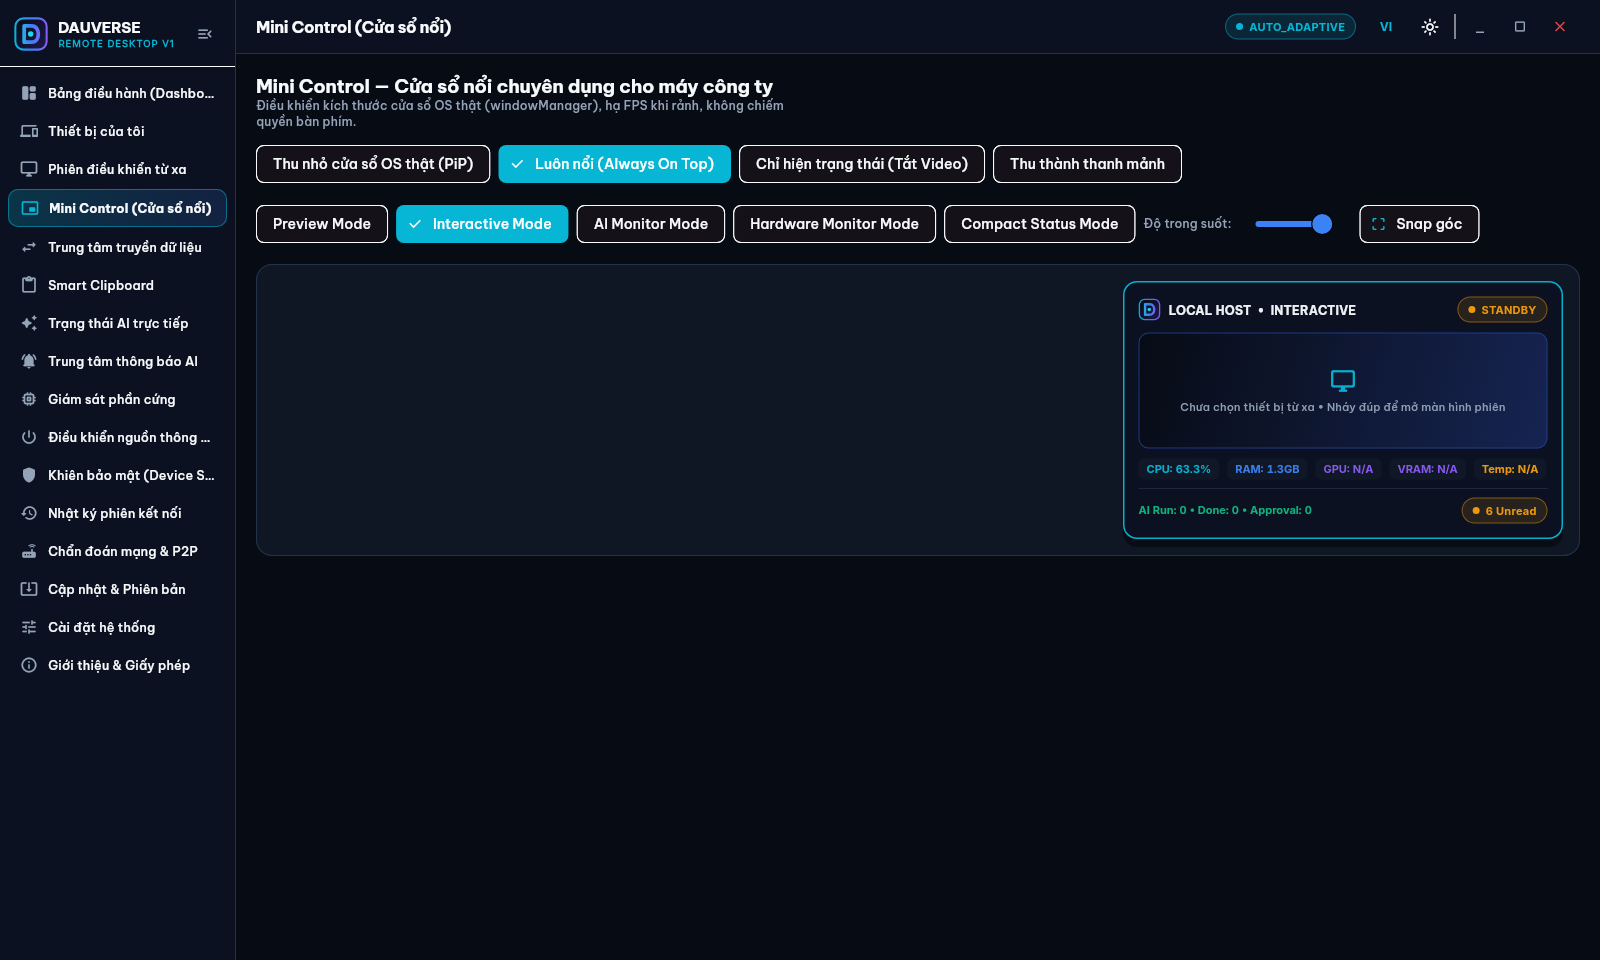 DAUVERSE
REMOTE DESKTOP V1
Bảng điều hành (Dashbo...
Thiết bị của tôi
Phiên điều khiển từ xa
Mini Control (Cửa sổ nổi)
Trung tâm truyền dữ liệu
Smart Clipboard
Trạng thái AI trực tiếp
Trung tâm thông báo AI
Giám sát phần cứng
Điều khiển nguồn thông ...
Khiên bảo mật (Device S...
Nhật ký phiên kết nối
Chẩn đoán mạng & P2P
Cập nhật & Phiên bản
Cài đặt hệ thống
Giới thiệu & Giấy phép
Mini Control (Cửa sổ nổi)
AUTO_ADAPTIVE
VI
Mini Control — Cửa sổ nổi chuyên dụng cho máy công ty
Điều khiển kích thước cửa sổ OS thật (windowManager), hạ FPS khi rảnh, không chiếm
quyền bàn phím.
Thu nhỏ cửa sổ OS thật (PiP)
Luôn nổi (Always On Top)
Chỉ hiện trạng thái (Tắt Video)
Thu thành thanh mảnh
Preview Mode
Interactive Mode
AI Monitor Mode
Hardware Monitor Mode
Compact Status Mode
Độ trong suốt:
Snap góc
LOCAL HOST • INTERACTIVE
STANDBY
Chưa chọn thiết bị từ xa • Nháy đúp để mở màn hình phiên
CPU: 63.3%
RAM: 1.3GB
GPU: N/A
VRAM: N/A
Temp: N/A
AI Run: 0 • Done: 0 • Approval: 0
6 Unread